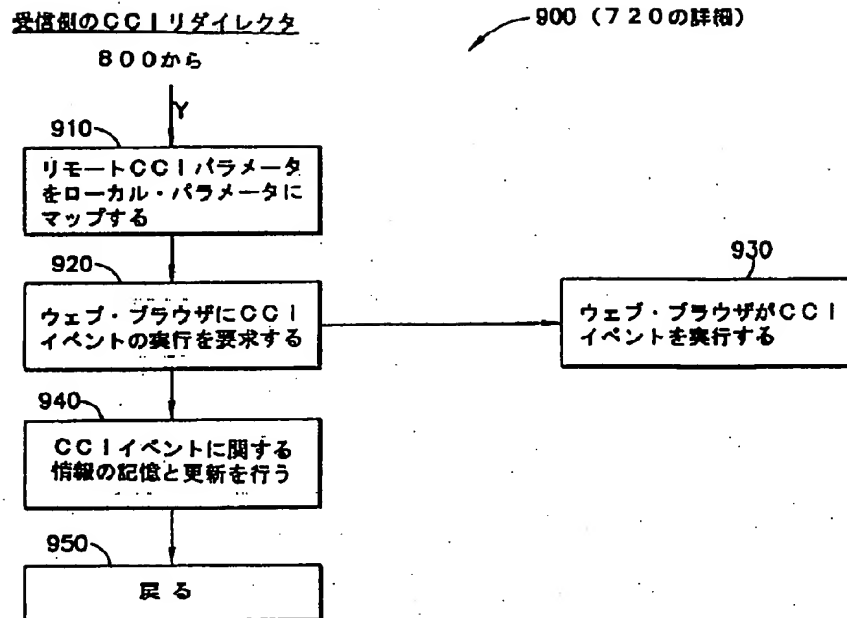 受信側のCCIリダイレクタ
900(720の詳細)
800から
Y
910
リモートCCIパラメータ
をローカル・パラメータに
マップする
920
ウェブ・ブラウザにCCI
イベントの実行を要求する
930
ウェブ・ブラウザがCCI
イベントを実行する
940
CCIイベントに関する
情報の記憶と更新を行う
950
戻る